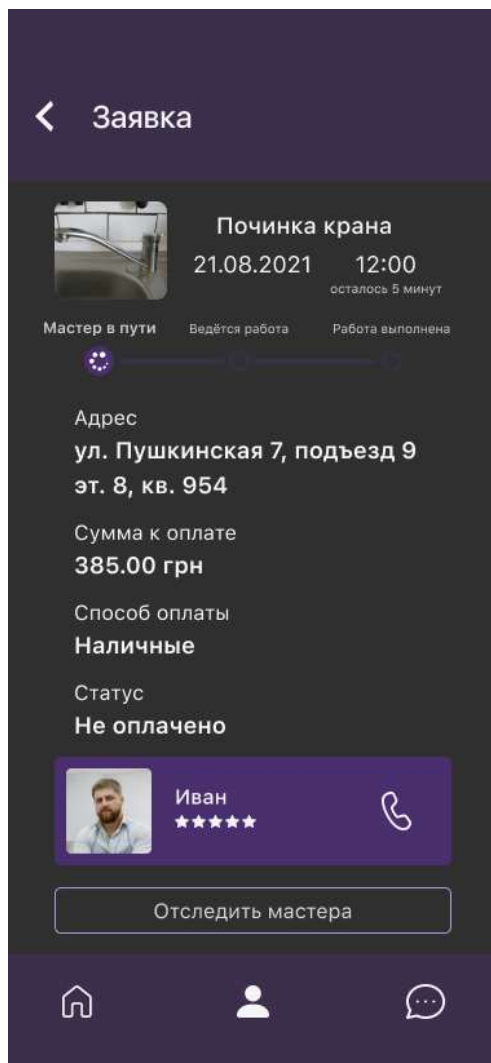 Заявка
Починка крана
21.08.2021 12:00
осталось 5 минут
Мастер в пути Ведётся работа Работа выполнена
Адрес
ул. Пушкинская 7, подъезд 9
эт. 8, кв. 954
Сумма к оплате
385.00 грн
Способ оплаты
Наличные
Статус
Не оплачено
Иван
Отследить мастера